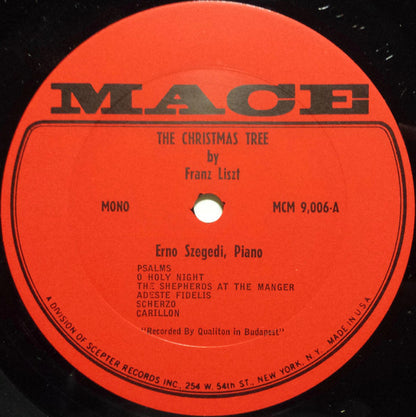 MACE
THE CHRISTMAS TREE
by
Franz Liszt
MONO
MCM 9,006-A
Erno Szegedi, Piano
PSALMS
O HOLY NIGHT
THE SHEPHERDS AT THE MANGER
ADESTE FIDELIS
SCHERZO
CARILLON
"Recorded By Qualiton in Budapest"
A DIVISION OF SCEPTER RECORDS INC., 254 W. 54th ST., NEW YORK, N.Y. MADE IN U.S.A.